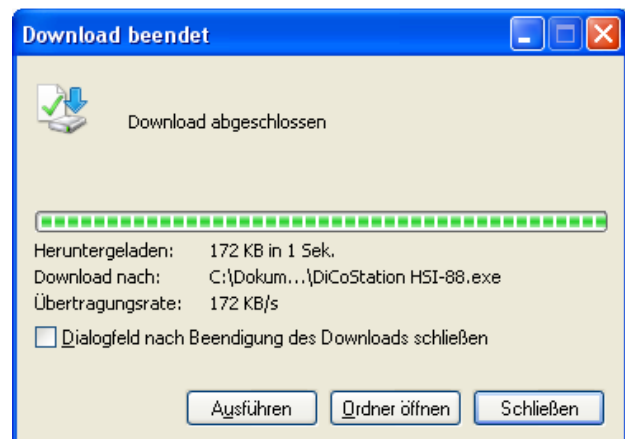 Download beendet
Download abgeschlossen
Heruntergeladen: 172 KB in 1 Sek.
Download nach: C:\Dokum...\DiCoStation HSI-88.exe
Übertragungsrate: 172 KB/s
Dialogfeld nach Beendigung des Downloads schließen
Ausführen Ordner öffnen Schließen